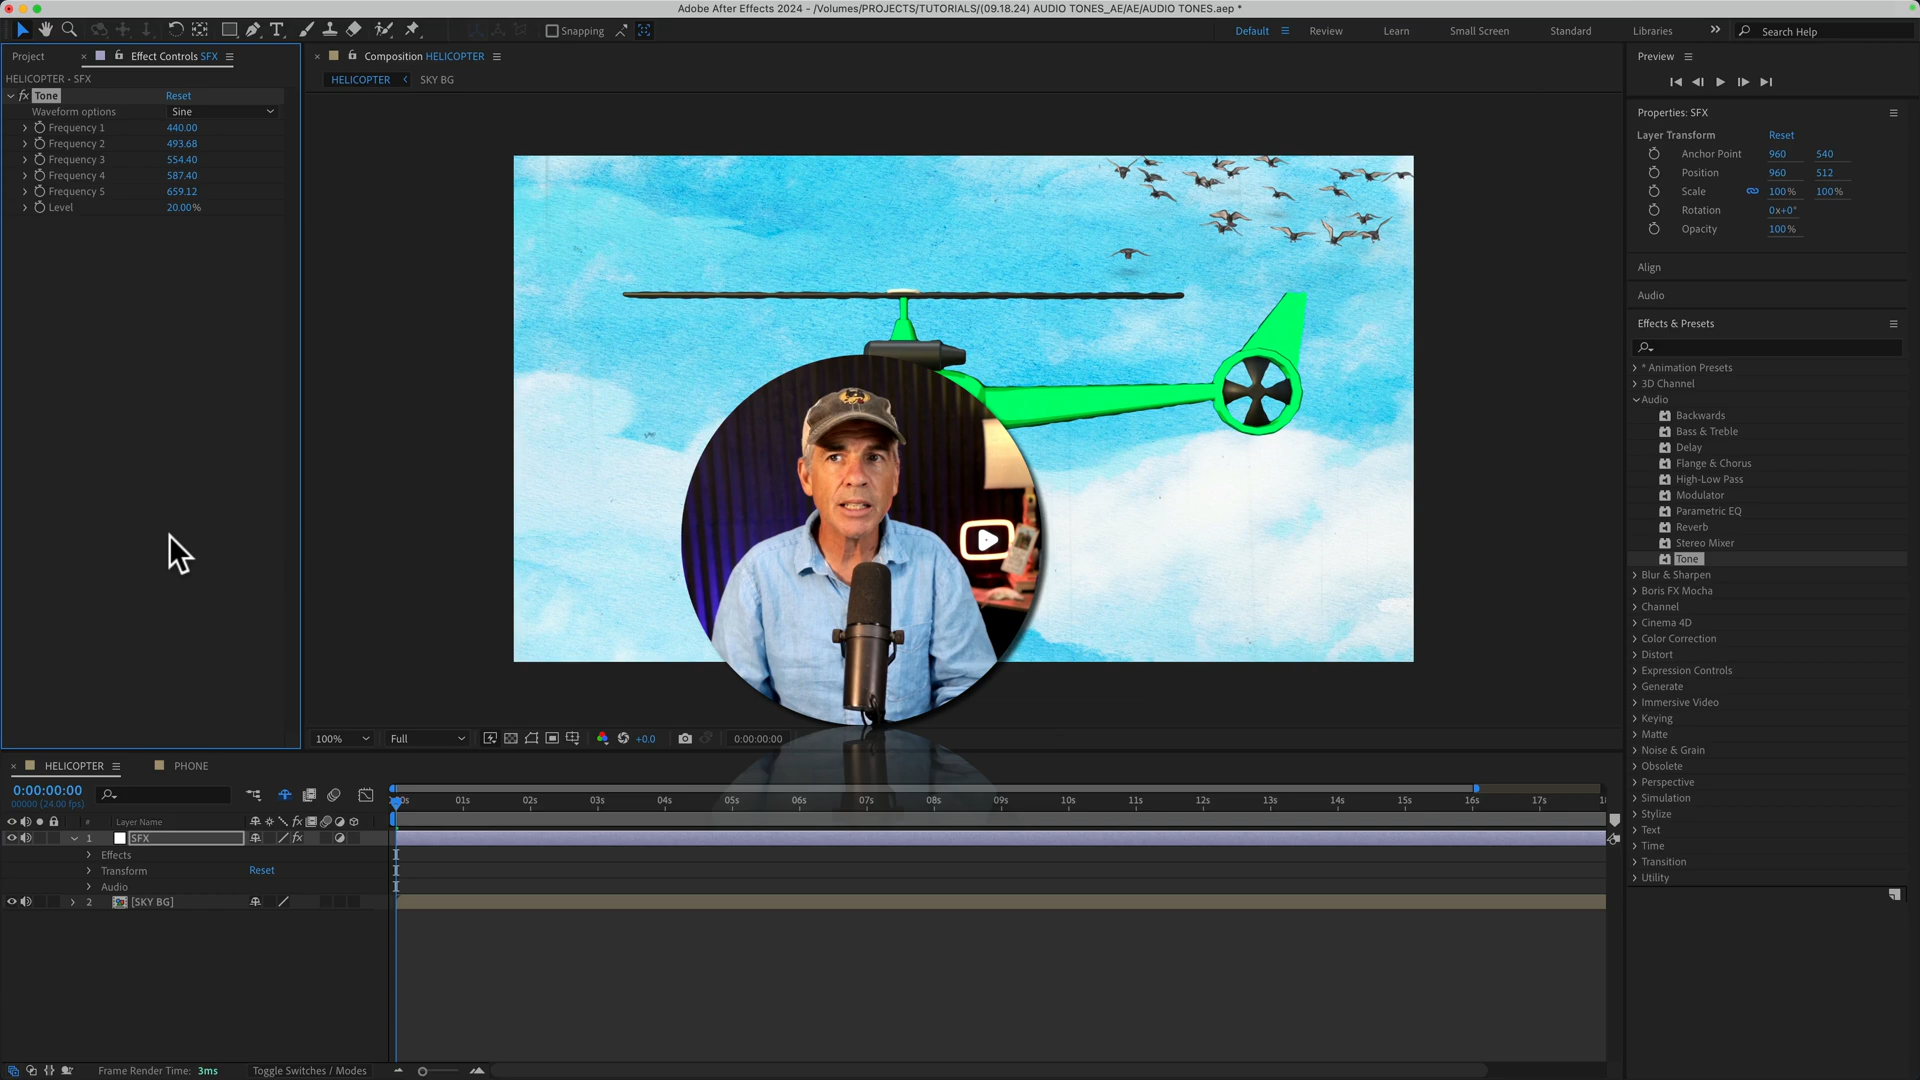 Adobe After Effects 2024 - /Volumes/PROJECTS/TUTORIALS/(09.18.24) AUDIO TONES_AE/AE/AUDIO TONES.aep *
Snapping
Default
Review
Learn
Small Screen
Standard
Libraries
Search Help
Project
Effect Controls SFX
HELICOPTER - SFX
fx Tone Reset
Waveform options Sine
Frequency 1 440.00
Frequency 2 493.68
Frequency 3 554.40
Frequency 4 587.40
Frequency 5 659.12
Level 20.00%
Composition HELICOPTER
HELICOPTER
SKY BG
100%
Full
+0.0
0:00:00:00
Preview
Properties: SFX
Layer Transform Reset
Anchor Point 960 540
Position 960 512
Scale 100% 100%
Rotation 0x+0°
Opacity 100%
Align
Audio
Effects & Presets
* Animation Presets
3D Channel
Audio
Backwards
Bass & Treble
Delay
Flange & Chorus
High-Low Pass
Modulator
Parametric EQ
Reverb
Stereo Mixer
Tone
Blur & Sharpen
Boris FX Mocha
Channel
Cinema 4D
Color Correction
Distort
Expression Controls
Generate
Immersive Video
Keying
Matte
Noise & Grain
Obsolete
Perspective
Simulation
Stylize
Text
Time
Transition
Utility
HELICOPTER
PHONE
0:00:00:00
00000 (24.00 fps)
01s 02s 03s 04s 05s 06s 07s 08s 09s 10s 11s 12s 13s 14s 15s 16s 17s
# Layer Name
1 SFX
Effects
Transform Reset
Audio
2 [SKY BG]
Frame Render Time: 3ms
Toggle Switches / Modes